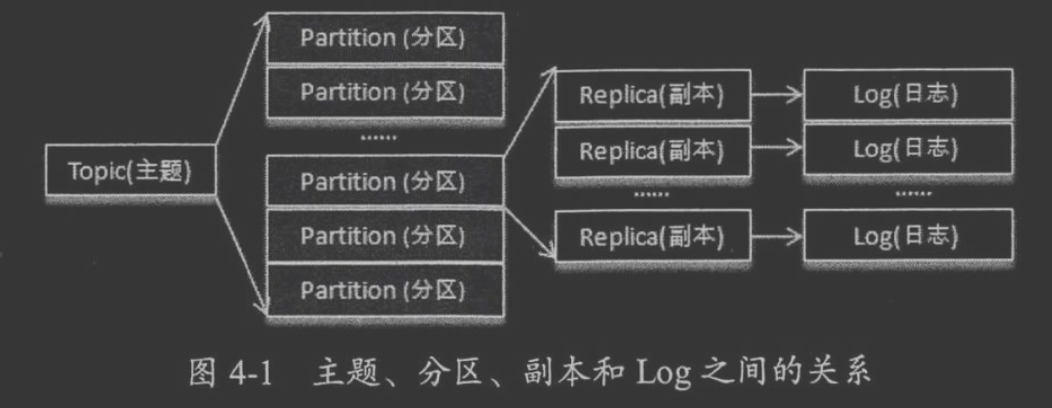 Topic(主题)
Partition (分区)
Partition (分区)
......
Partition (分区)
Partition (分区)
Partition (分区)
Replica(副本)
Replica(副本)
......
Replica(副本)
Log(日志)
Log(日志)
......
Log(日志)
图 4-1 主题、分区、副本和 Log 之间的关系